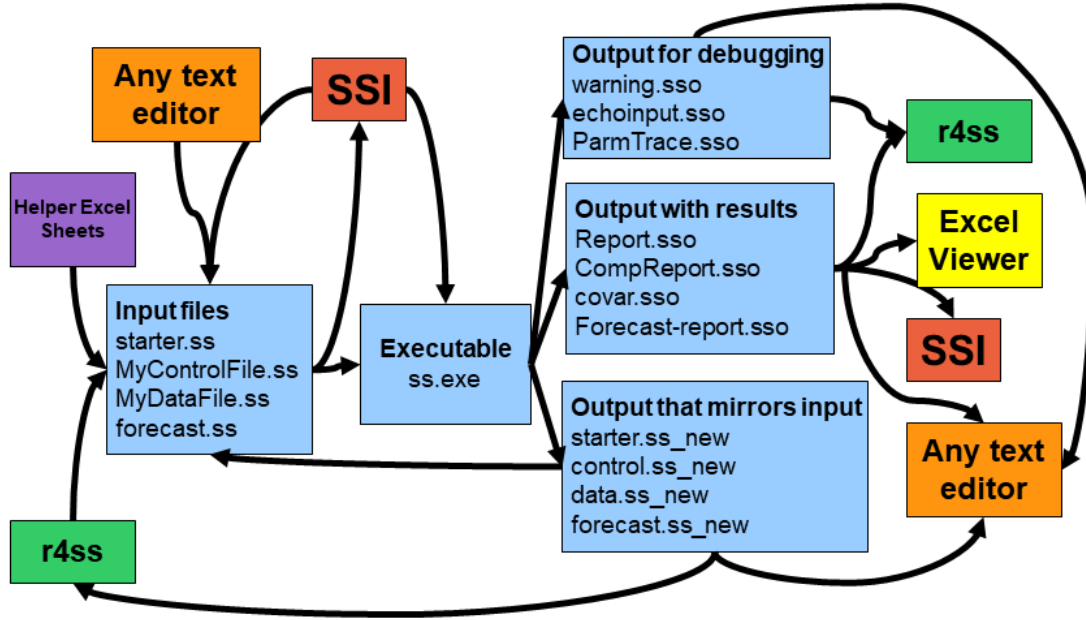 Any text
editor
SSI
Helper Excel
Sheets
Input files
starter.ss
MyControlFile.ss
MyDataFile.ss
forecast.ss
r4ss
Executable
ss.exe
Output for debugging
warning.sso
echoinput.sso
ParmTrace.sso
Output with results
Report.sso
CompReport.sso
covar.sso
Forecast-report.sso
Output that mirrors input
starter.ss_new
control.ss_new
data.ss_new
forecast.ss_new
r4ss
Excel
Viewer
SSI
Any text
editor